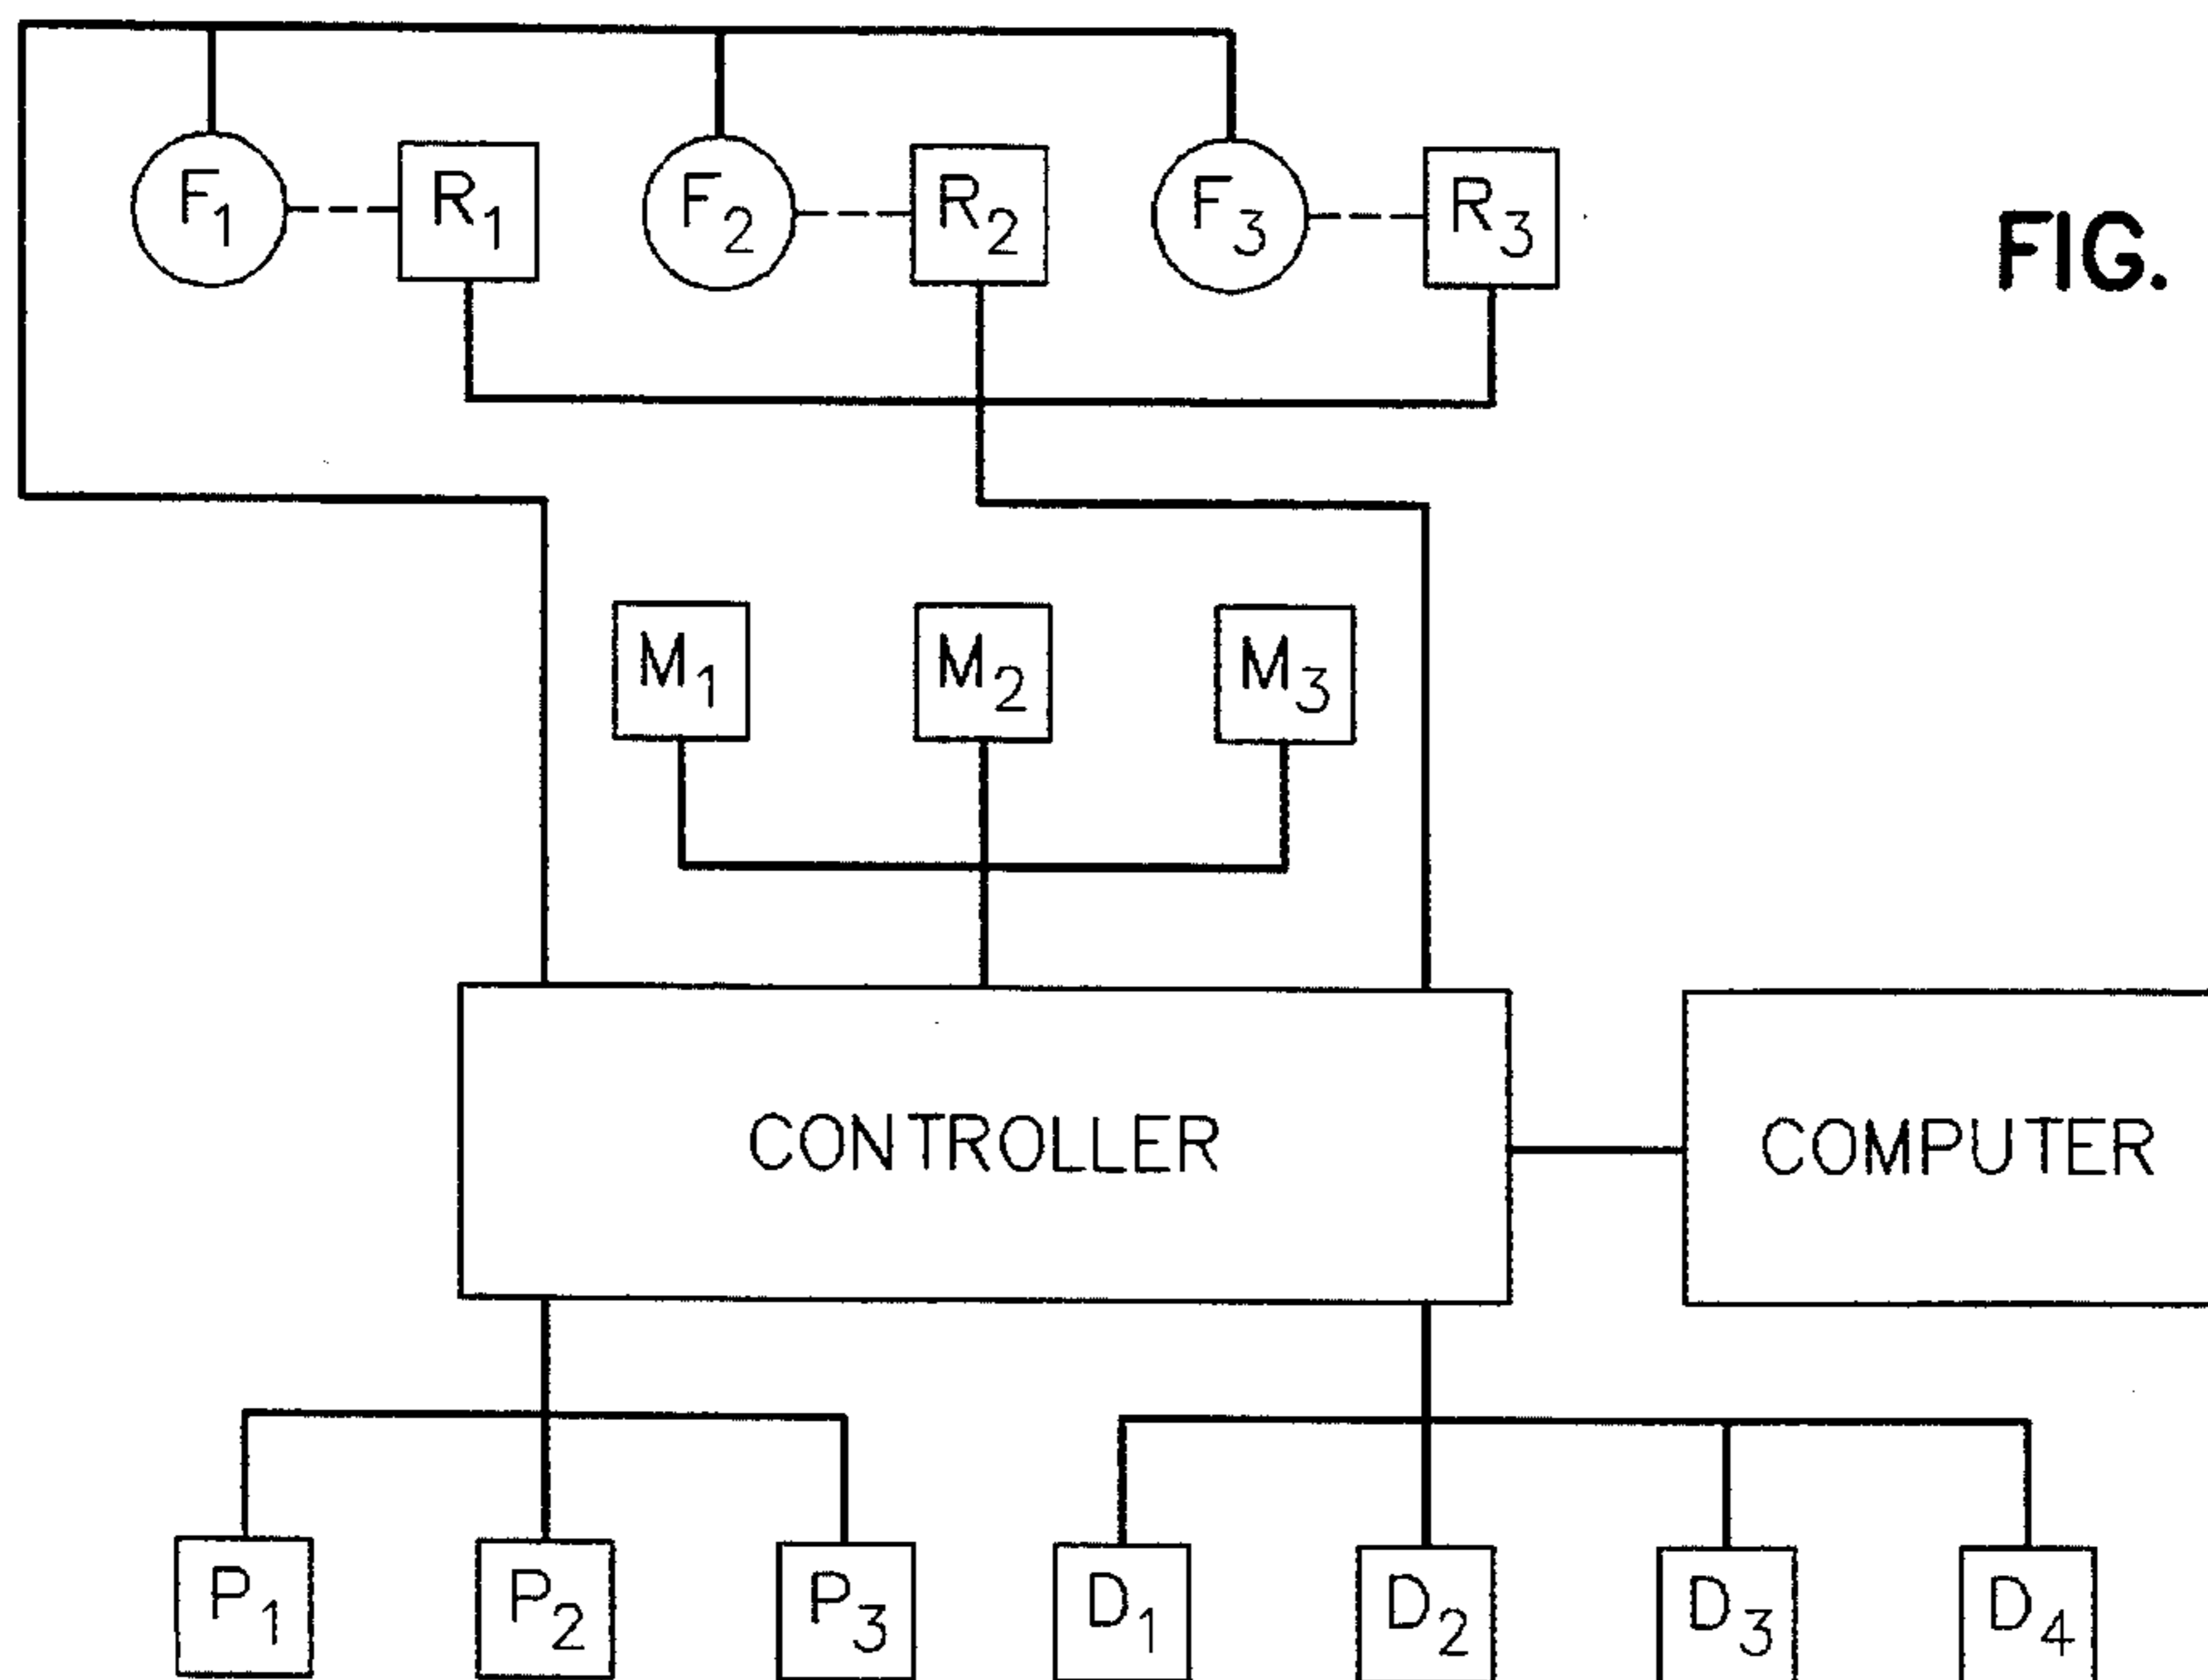 F1 R1 F2 R2 F3 R3
FIG.
M1 M2 M3
CONTROLLER COMPUTER
P1 P2 P3 D1 D2 D3 D4